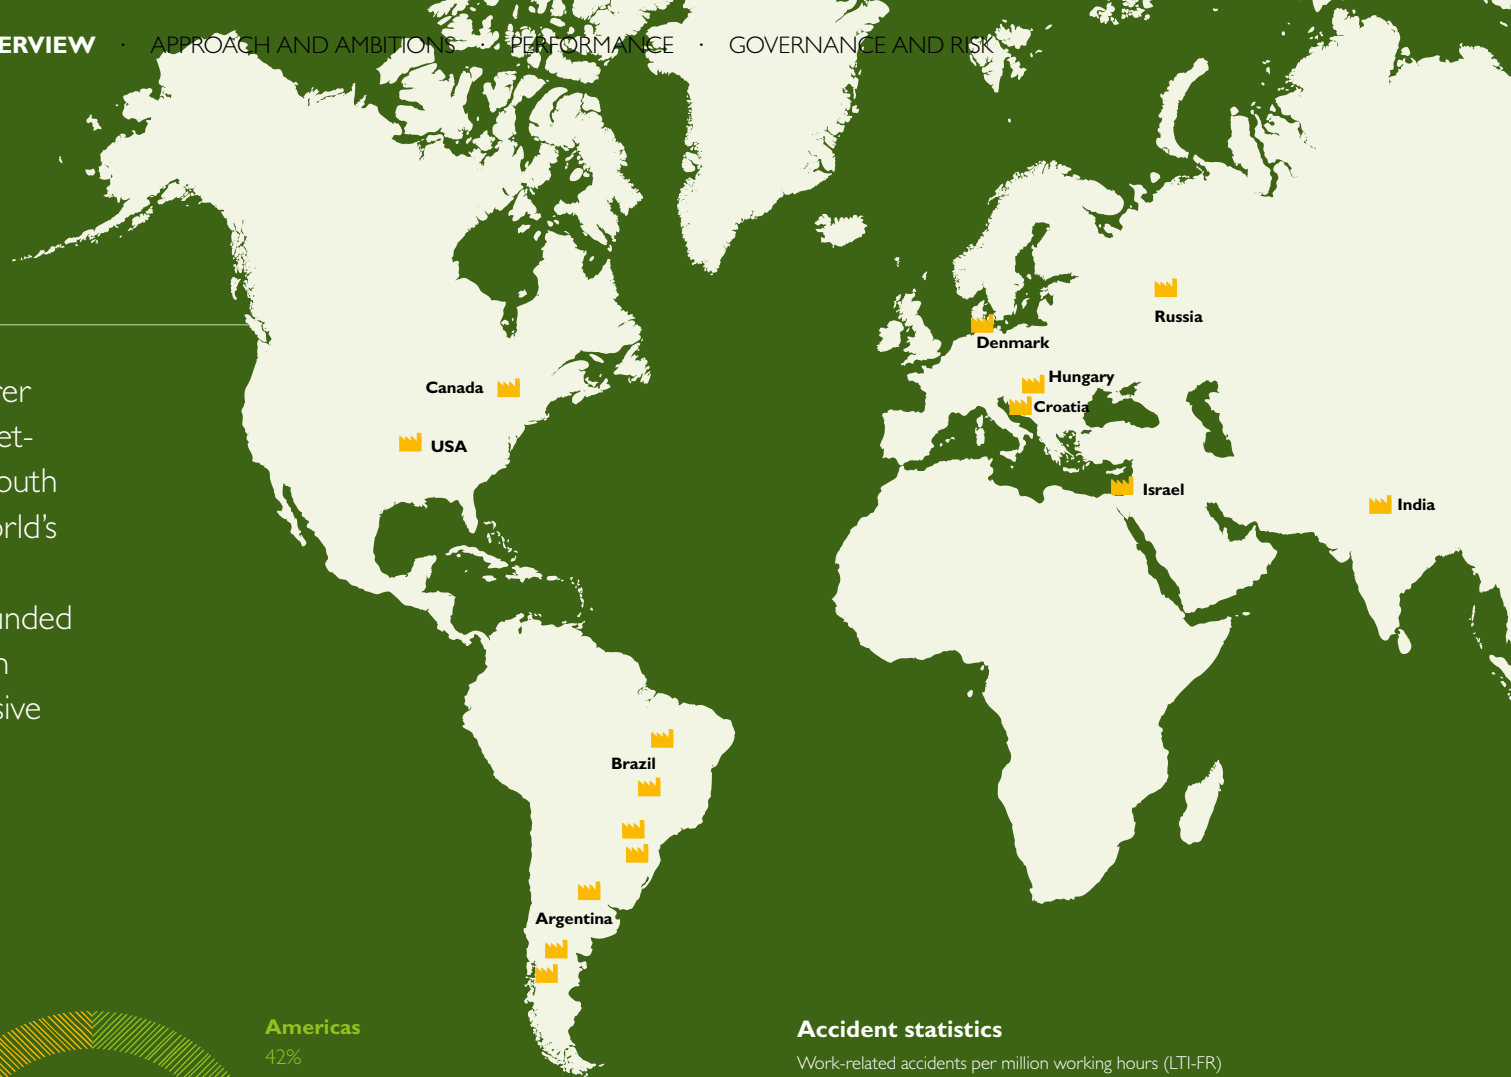 ERVIEW · APPROACH AND AMBITIONS · PERFORMANCE · GOVERNANCE AND RISK
rer
et-
outh
orld's
unded
n
sive
Russia
Denmark
Hungary
Croatia
Canada
USA
Israel
India
Brazil
Argentina
Americas
42%
Accident statistics
Work-related accidents per million working hours (LTI-FR)